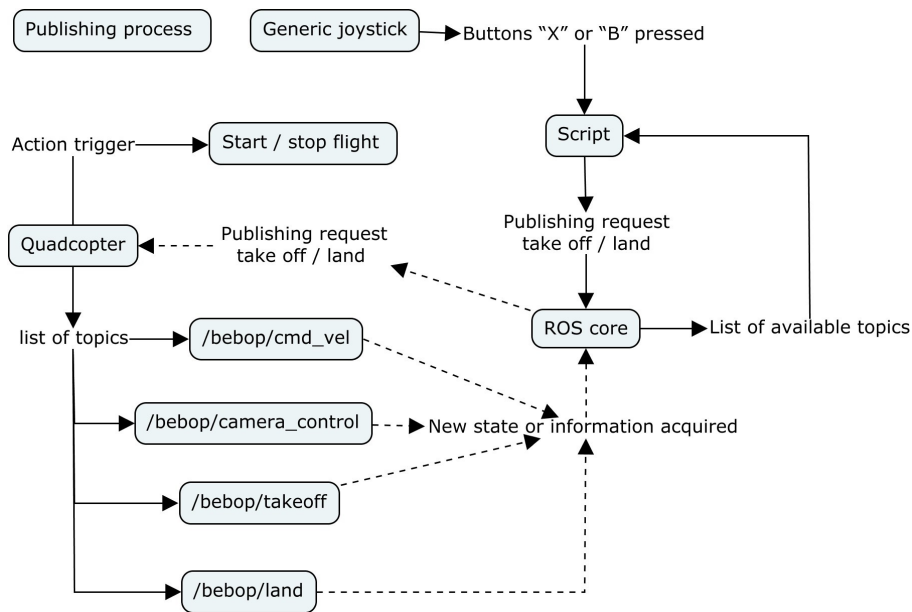 Publishing process
Generic joystick
Buttons “X” or “B” pressed
Action trigger
Start / stop flight
Script
Quadcopter
Publishing request
take off / land
Publishing request
take off / land
list of topics
/bebop/cmd_vel
ROS core
List of available topics
/bebop/camera_control
New state or information acquired
/bebop/takeoff
/bebop/land